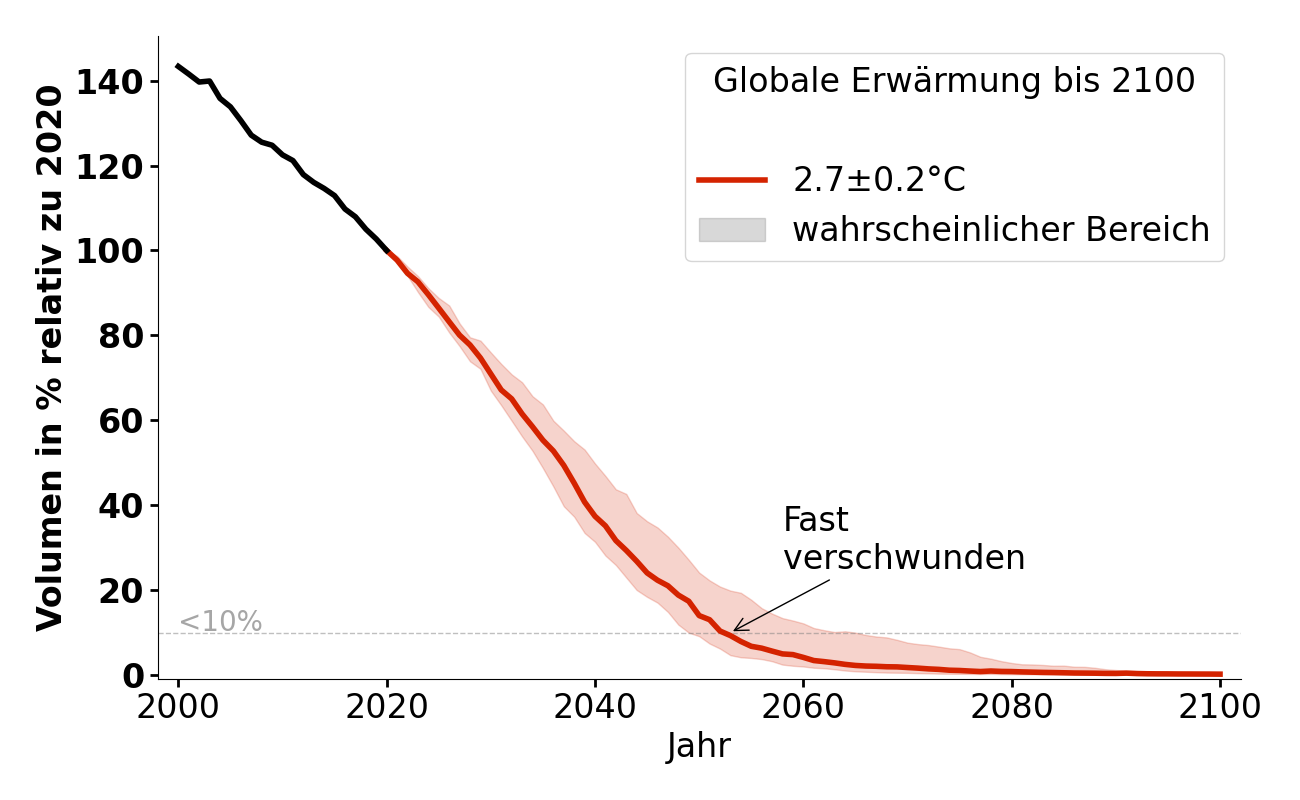 Volumen in % relativ zu 2020
140
120
100
80
60
40
20
0
Globale Erwärmung bis 2100
2.7±0.2°C
wahrscheinlicher Bereich
Fast
verschwunden
<10%
2000 2020 2040 2060 2080 2100
Jahr